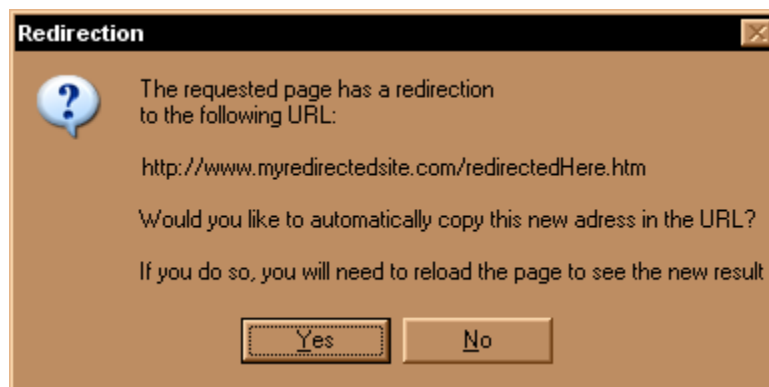 Redirection
The requested page has a redirection
to the following URL:
http://www.myredirectedsite.com/redirectedHere.htm
Would you like to automatically copy this new adress in the URL?
If you do so, you will need to reload the page to see the new result
Yes
No